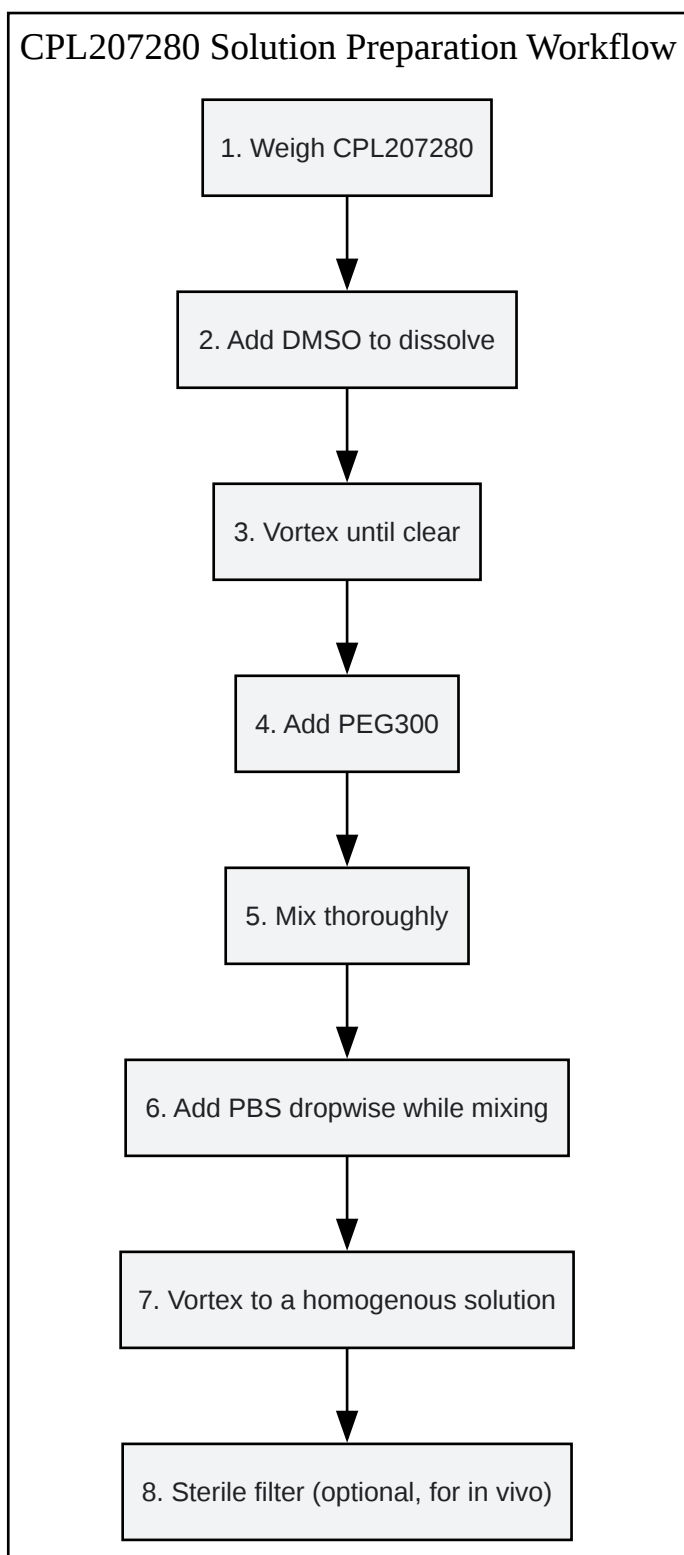 CPL207280 Solution Preparation Workflow
1. Weigh CPL207280
2. Add DMSO to dissolve
3. Vortex until clear
4. Add PEG300
5. Mix thoroughly
6. Add PBS dropwise while mixing
7. Vortex to a homogenous solution
8. Sterile filter (optional, for in vivo)